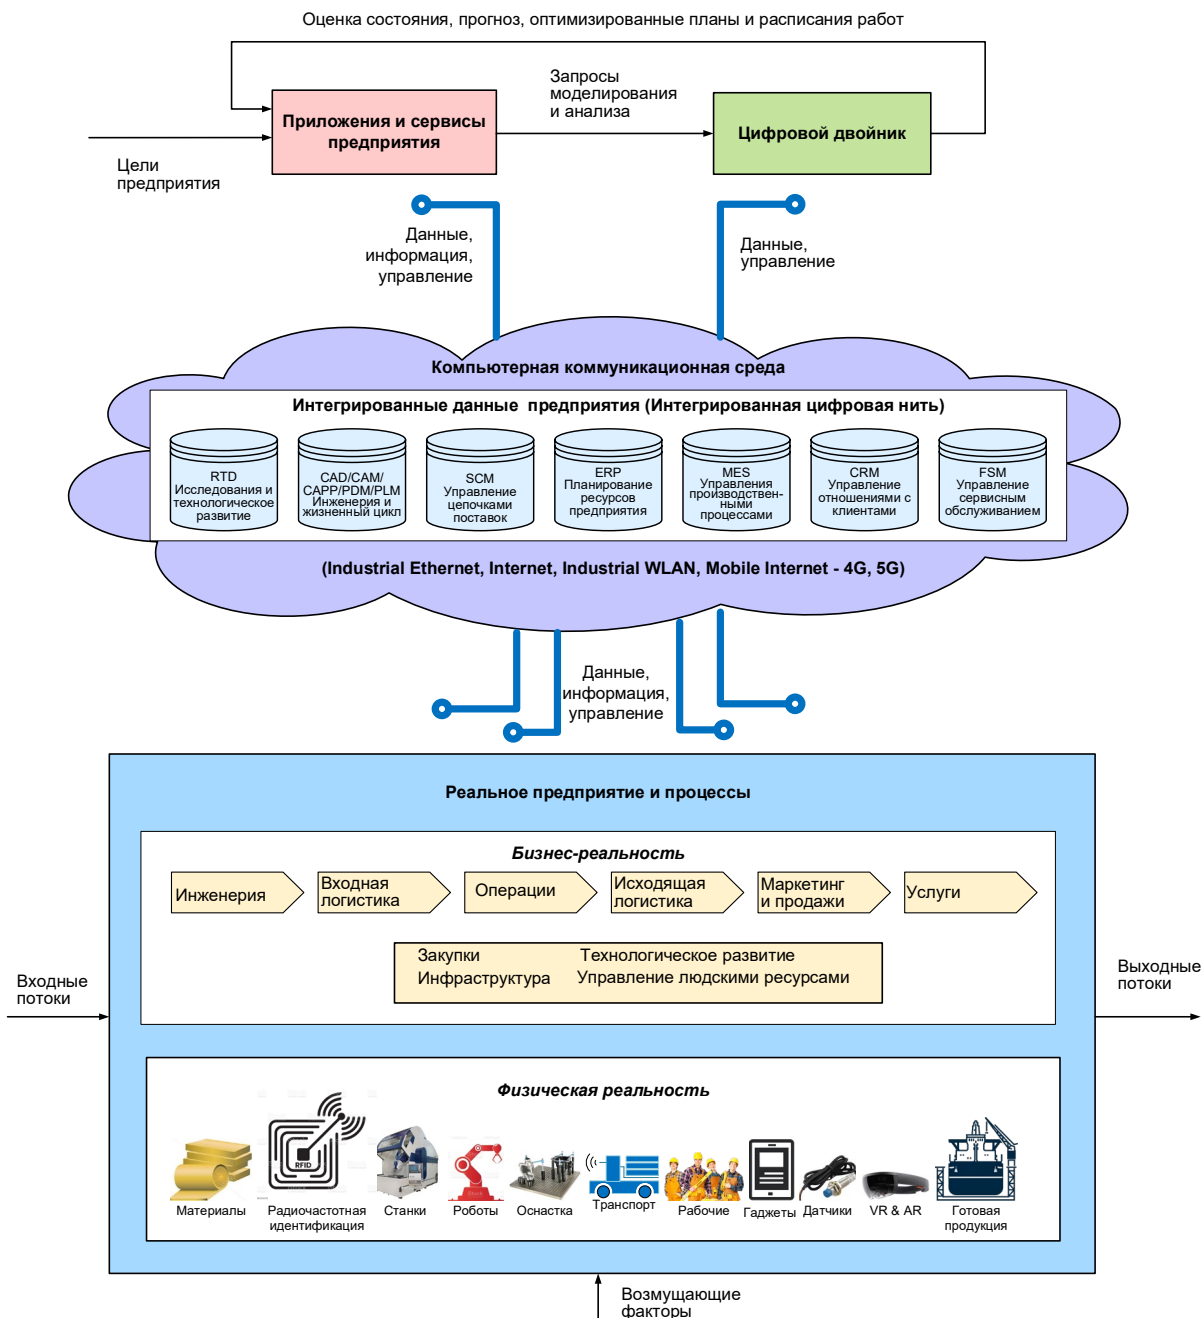 Оценка состояния, прогноз, оптимизированные планы и расписания работ
Запросы
моделирования
и анализа
Приложения и сервисы
предприятия
Цифровой двойник
Цели
предприятия
Данные,
информация,
управление
Данные,
управление
Компьютерная коммуникационная среда
Интегрированные данные предприятия (Интегрированная цифровая нить)
RTD
Исследования и
технологическое
развитие
CAD/CAM/
CAPP/PDM/PLM
Инженерия и
жизненный цикл
SCM
Управление
цепочками
поставок
ERP
Планирование
ресурсов
предприятия
MES
Управления
производствен-
ными
процессами
CRM
Управление
отношениями с
клиентами
FSM
Управление
сервисным
обслуживанием
(Industrial Ethernet, Internet, Industrial WLAN, Mobile Internet - 4G, 5G)
Данные,
информация,
управление
Реальное предприятие и процессы
Бизнес-реальность
Инженерия
Входная
логистика
Операции
Исходящая
логистика
Маркетинг
и продажи
Услуги
Закупки Технологическое развитие
Инфраструктура Управление людскими ресурсами
Входные
потоки
Выходные
потоки
Физическая реальность
RFID
Материалы
Радиочастотная
идентификация
Станки
Роботы
Оснастка
Транспорт
Рабочие
Гаджеты
Датчики
VR & AR
Готовая
продукция
Возмущающие
факторы